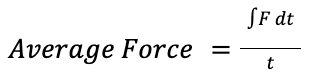 Average Force = ∫F dt / t